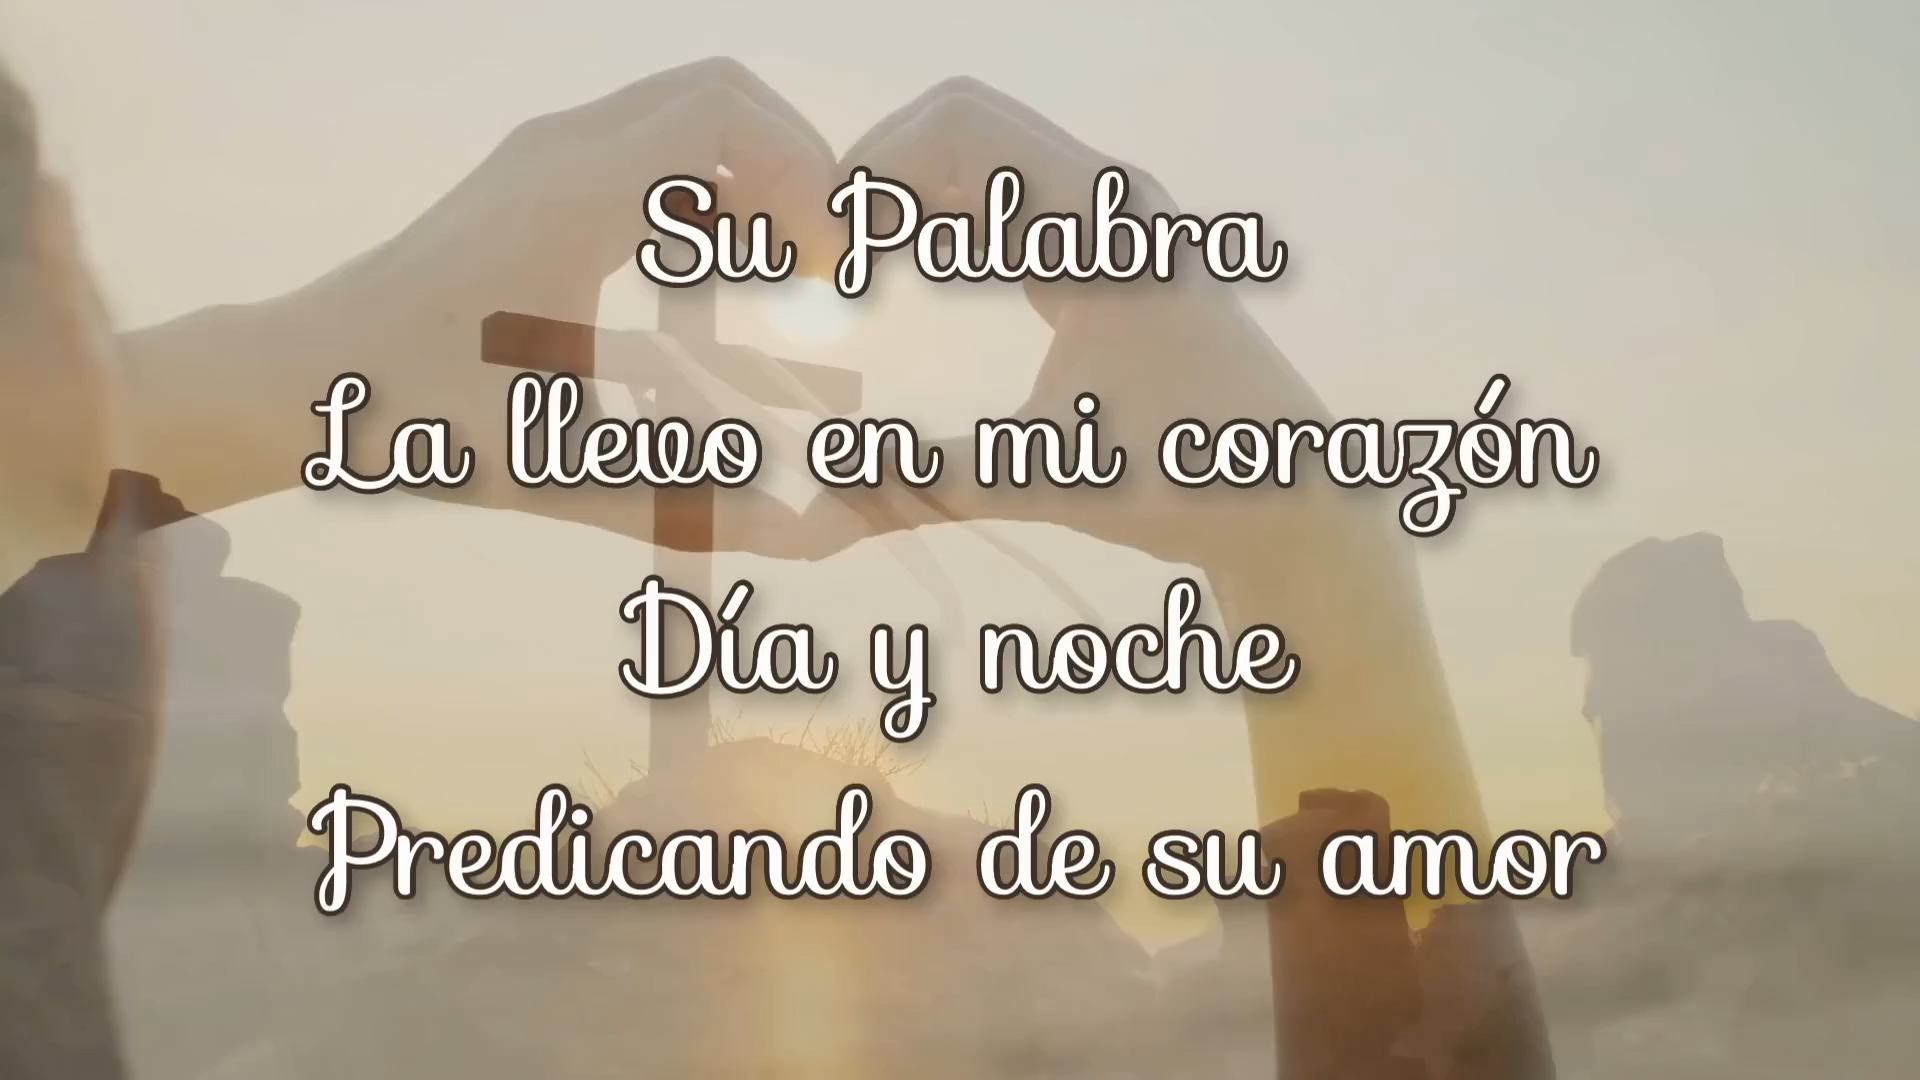 Su Palabra
La llevo en mi corazón
Día y noche
Predicando de su amor